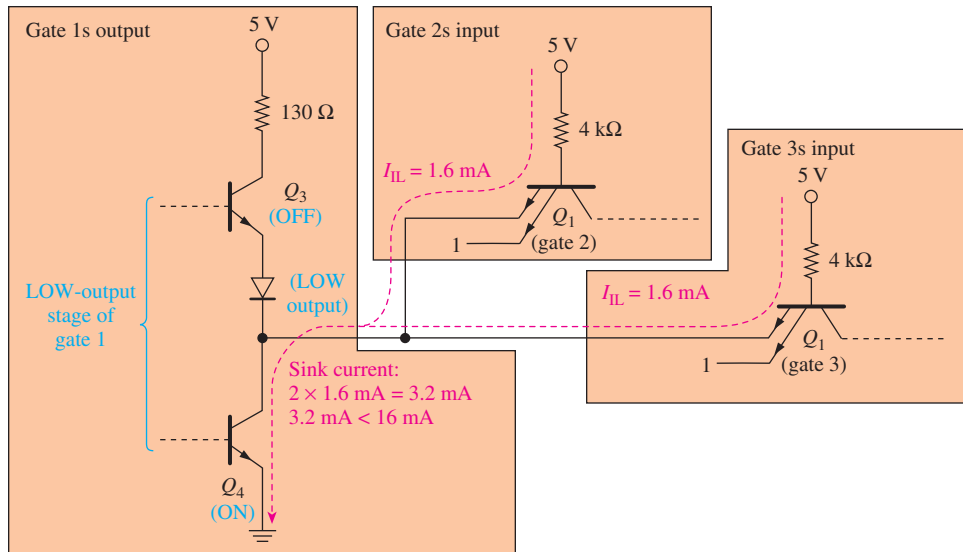 Gate 1s output
5 V
130 Ω
Q3
(OFF)
LOW-output
stage of
gate 1
(LOW
output)
Sink current:
2 × 1.6 mA = 3.2 mA
3.2 mA < 16 mA
Q4
(ON)
Gate 2s input
5 V
4 kΩ
IIL = 1.6 mA
Q1
(gate 2)
1
Gate 3s input
5 V
4 kΩ
IIL = 1.6 mA
Q1
(gate 3)
1